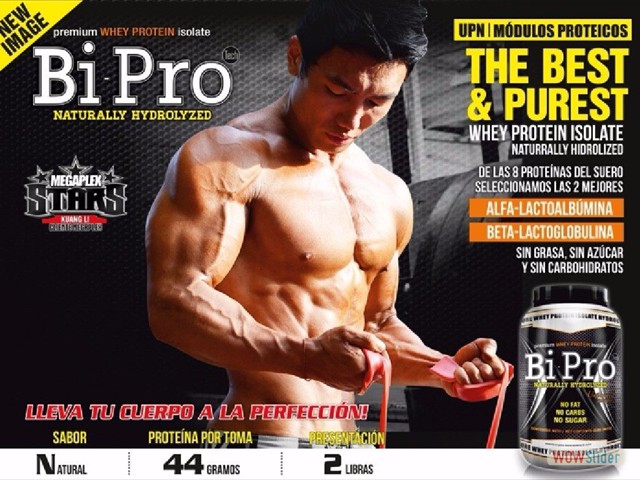 NEW
IMAGE
premium WHEY PROTEIN isolate
Bi-Pro
NATURALLY HYDROLYZED
MEGAPLEX
STARS
KUANG LI
UPN MÓDULOS PROTEICOS
THE BEST
& PUREST
WHEY PROTEIN ISOLATE
NATURRALLY HIDROLIZED
DE LAS 8 PROTEÍNAS DEL SUERO
SELECCIONAMOS LAS 2 MEJORES
ALFA-LACTOALBÚMINA
BETA-LACTOGLOBULINA
SIN GRASA, SIN AZÚCAR
Y SIN CARBOHIDRATOS
premium WHEY PROTEIN isolate
Bi-Pro
NATURALLY HYDROLYZED
NO FAT
NO CARBS
NO SUGAR
WOWSlider
LLEVA TU CUERPO A LA PERFECCIÓN!
SABOR
NATURAL
PROTEÍNA POR TOMA
44 GRAMOS
PRESENTACIÓN
2 LIBRAS